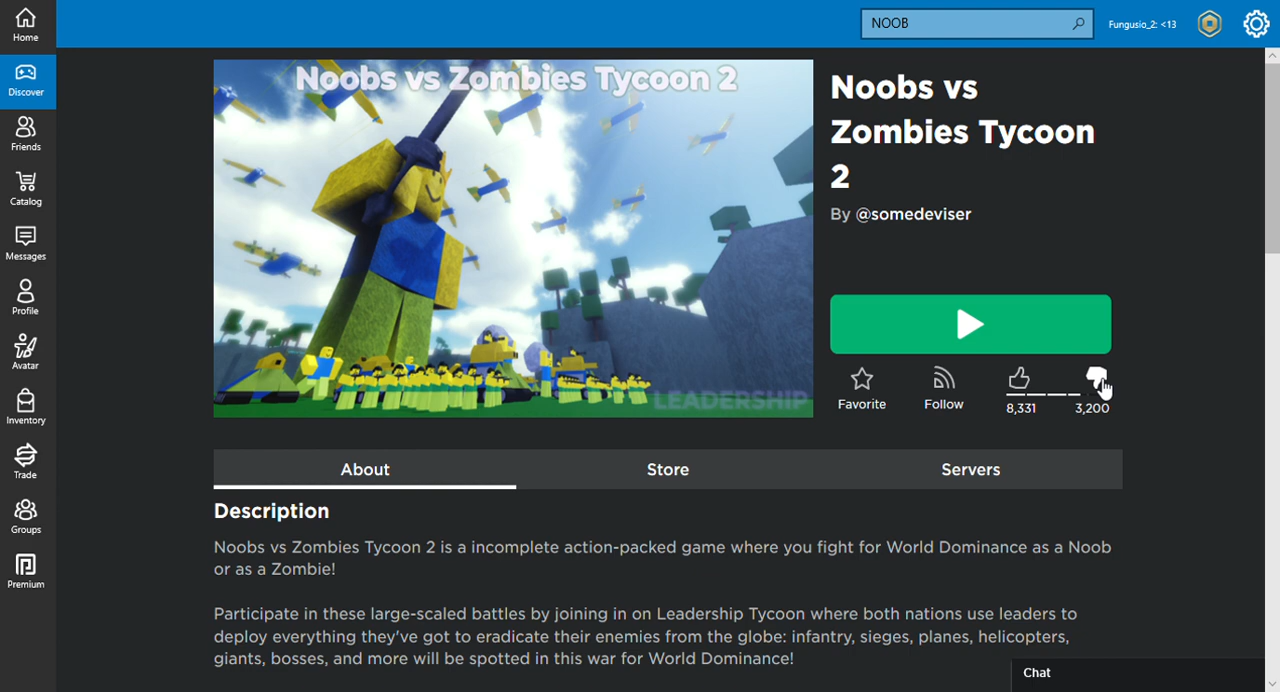 NOOB
Fungusio_2: <13
Home
Discover
Friends
Catalog
Messages
Profile
Avatar
Inventory
Trade
Groups
Premium
Noobs vs Zombies Tycoon 2
LEADERSHIP
Noobs vs
Zombies Tycoon
2
By @somedeviser
Favorite
Follow
8,331
3,200
About
Store
Servers
Description
Noobs vs Zombies Tycoon 2 is a incomplete action-packed game where you fight for World Dominance as a Noob
or as a Zombie!
Participate in these large-scaled battles by joining in on Leadership Tycoon where both nations use leaders to
deploy everything they've got to eradicate their enemies from the globe: infantry, sieges, planes, helicopters,
giants, bosses, and more will be spotted in this war for World Dominance!
Chat